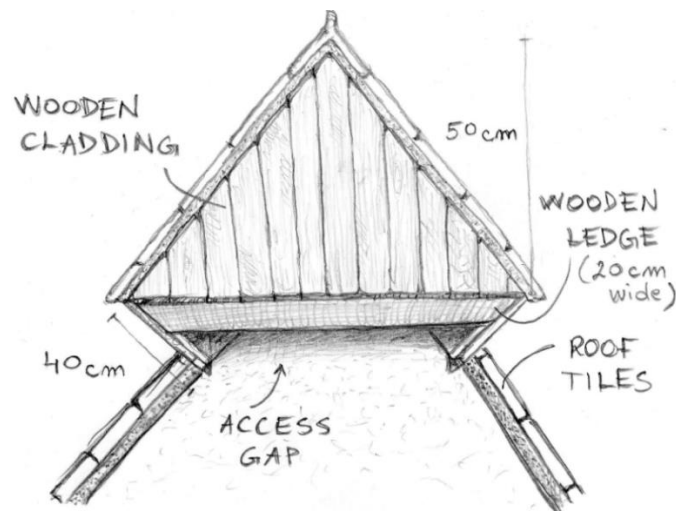 WOODEN
CLADDING
50cm
WOODEN
LEDGE
(20cm
wide)
40cm
ROOF
TILES
ACCESS
GAP